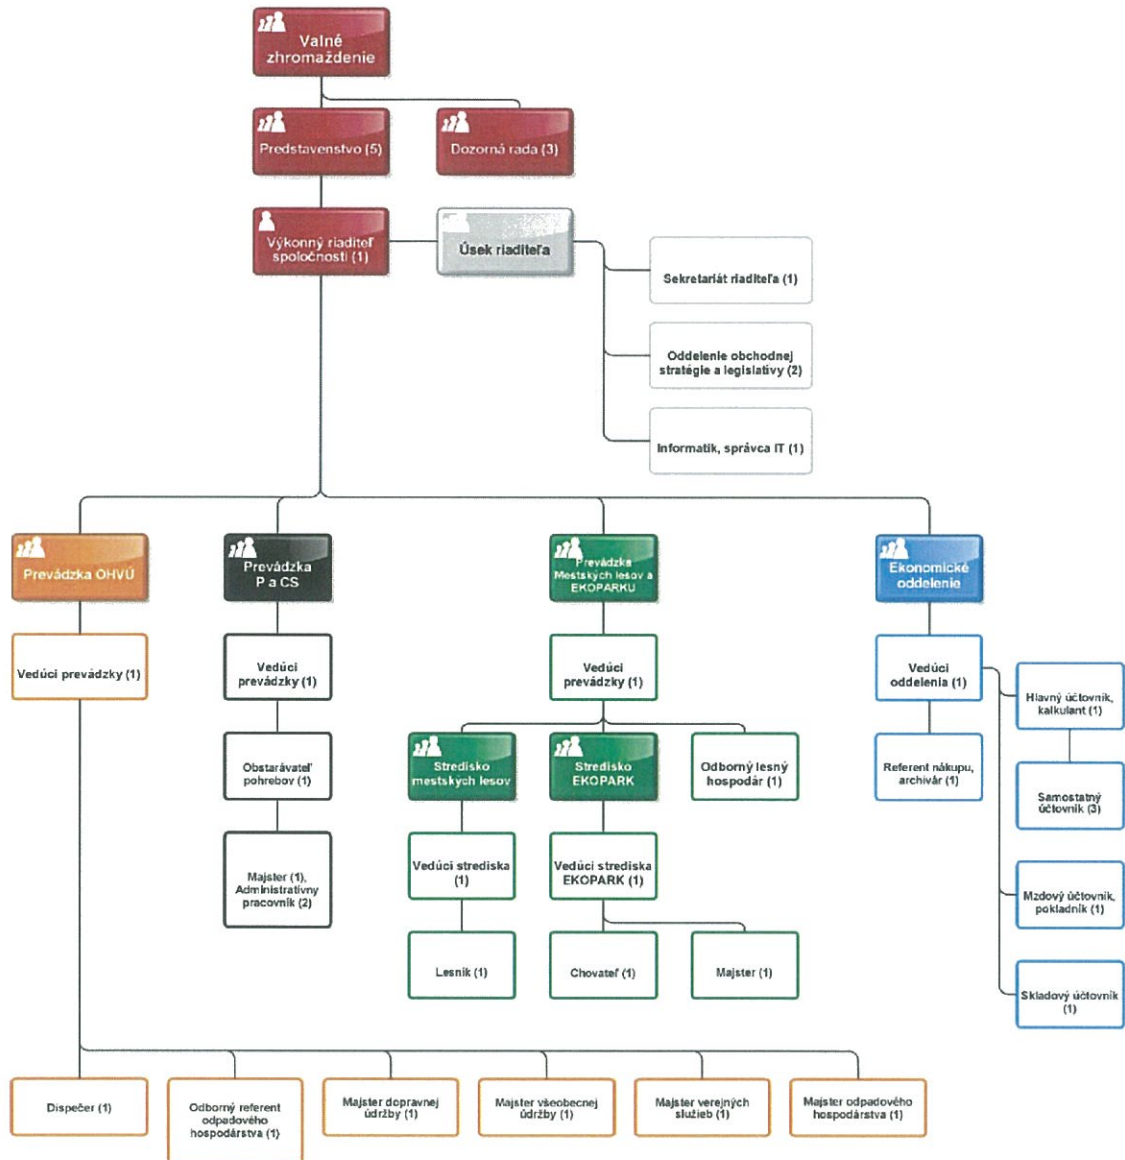 Valné
zhromaždenie
Predstavenstvo (5)
Dozorná rada (3)
Výkonný riaditeľ
spoločnosti (1)
Úsek riaditeľa
Sekretariát riaditeľa (1)
Oddelenie obchodnej
stratégie a legislatívy (2)
Informatik, správca IT (1)
Prevádzka OHVÚ
Prevádzka
P a CS
Prevádzka
Mestských lesov a
EKOPARKU
Ekonomické
oddelenie
Vedúci prevádzky (1)
Vedúci
prevádzky (1)
Vedúci
prevádzky (1)
Vedúci
oddelenia (1)
Hlavný účtovník,
kalkulant (1)
Obstarávateľ
pohrebov (1)
Stredisko
mestských lesov
Stredisko
EKOPARK
Odborný lesný
hospodár (1)
Referent nákupu,
archivár (1)
Samostatný
účtovník (3)
Majster (1),
Administratívny
pracovník (2)
Vedúci strediska
(1)
Vedúci strediska
EKOPARK (1)
Mzdový účtovník,
pokladník (1)
Lesník (1)
Chovateľ (1)
Majster (1)
Skladový účtovník
(1)
Dispečer (1)
Odborný referent
odpadového
hospodárstva (1)
Majster dopravnej
údržby (1)
Majster všeobecnej
údržby (1)
Majster verejných
služieb (1)
Majster odpadového
hospodárstva (1)